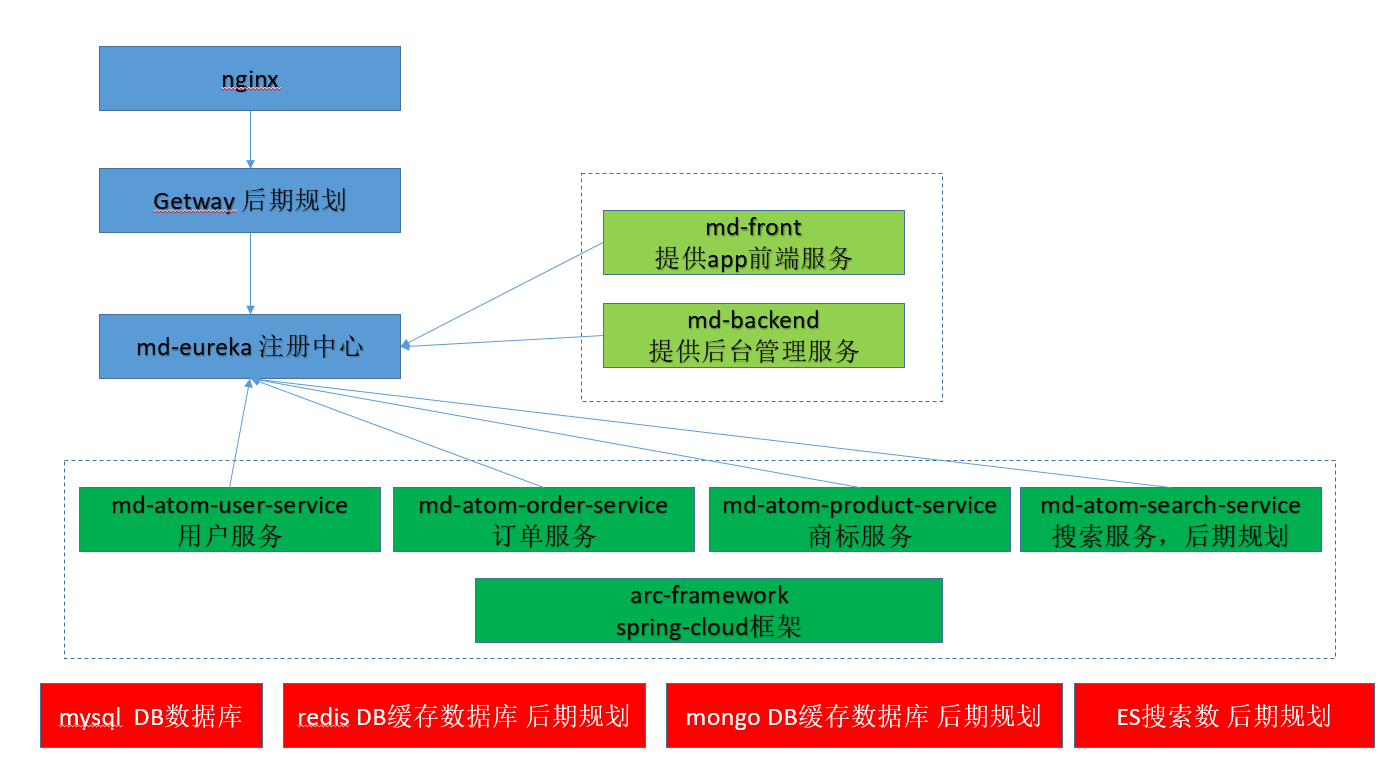 nginx
Getway 后期规划
md-front
提供app前端服务
md-backend
提供后台管理服务
md-eureka 注册中心
md-atom-user-service
用户服务
md-atom-order-service
订单服务
md-atom-product-service
商标服务
md-atom-search-service
搜索服务，后期规划
arc-framework
spring-cloud框架
mysql DB数据库
redis DB缓存数据库 后期规划
mongo DB缓存数据库 后期规划
ES搜索数 后期规划